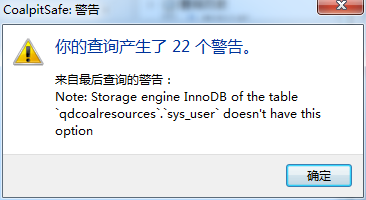 CoalpitSafe: 警告
你的查询产生了 22 个警告。
来自最后查询的警告：
Note: Storage engine InnoDB of the table
`qdcoalresources`.`sys_user` doesn't have this
option
确定